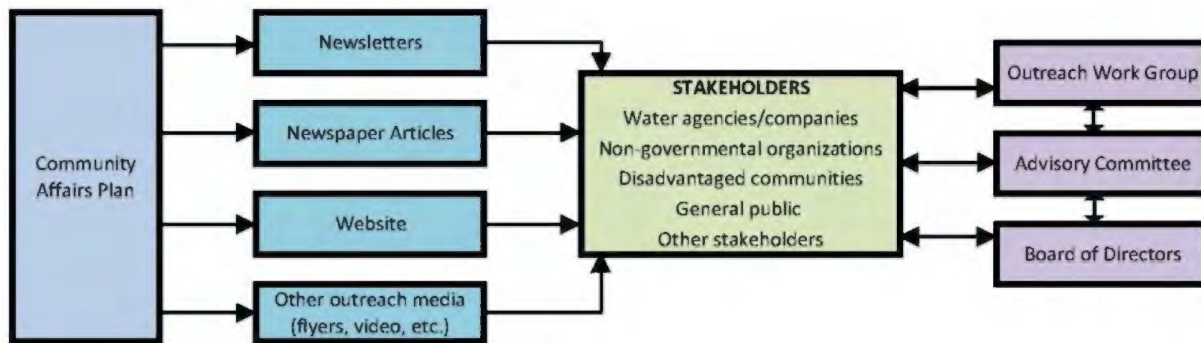 Community
Affairs Plan
Newsletters
Newspaper Articles
Website
Other outreach media
(flyers, video, etc.)
STAKEHOLDERS
Water agencies/companies
Non-governmental organizations
Disadvantaged communities
General public
Other stakeholders
Outreach Work Group
Advisory Committee
Board of Directors